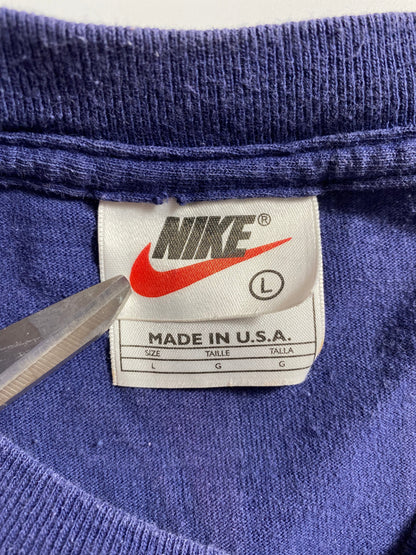 NIKE®
L
MADE IN U.S.A.
SIZE TAILLE TALLA
L G G